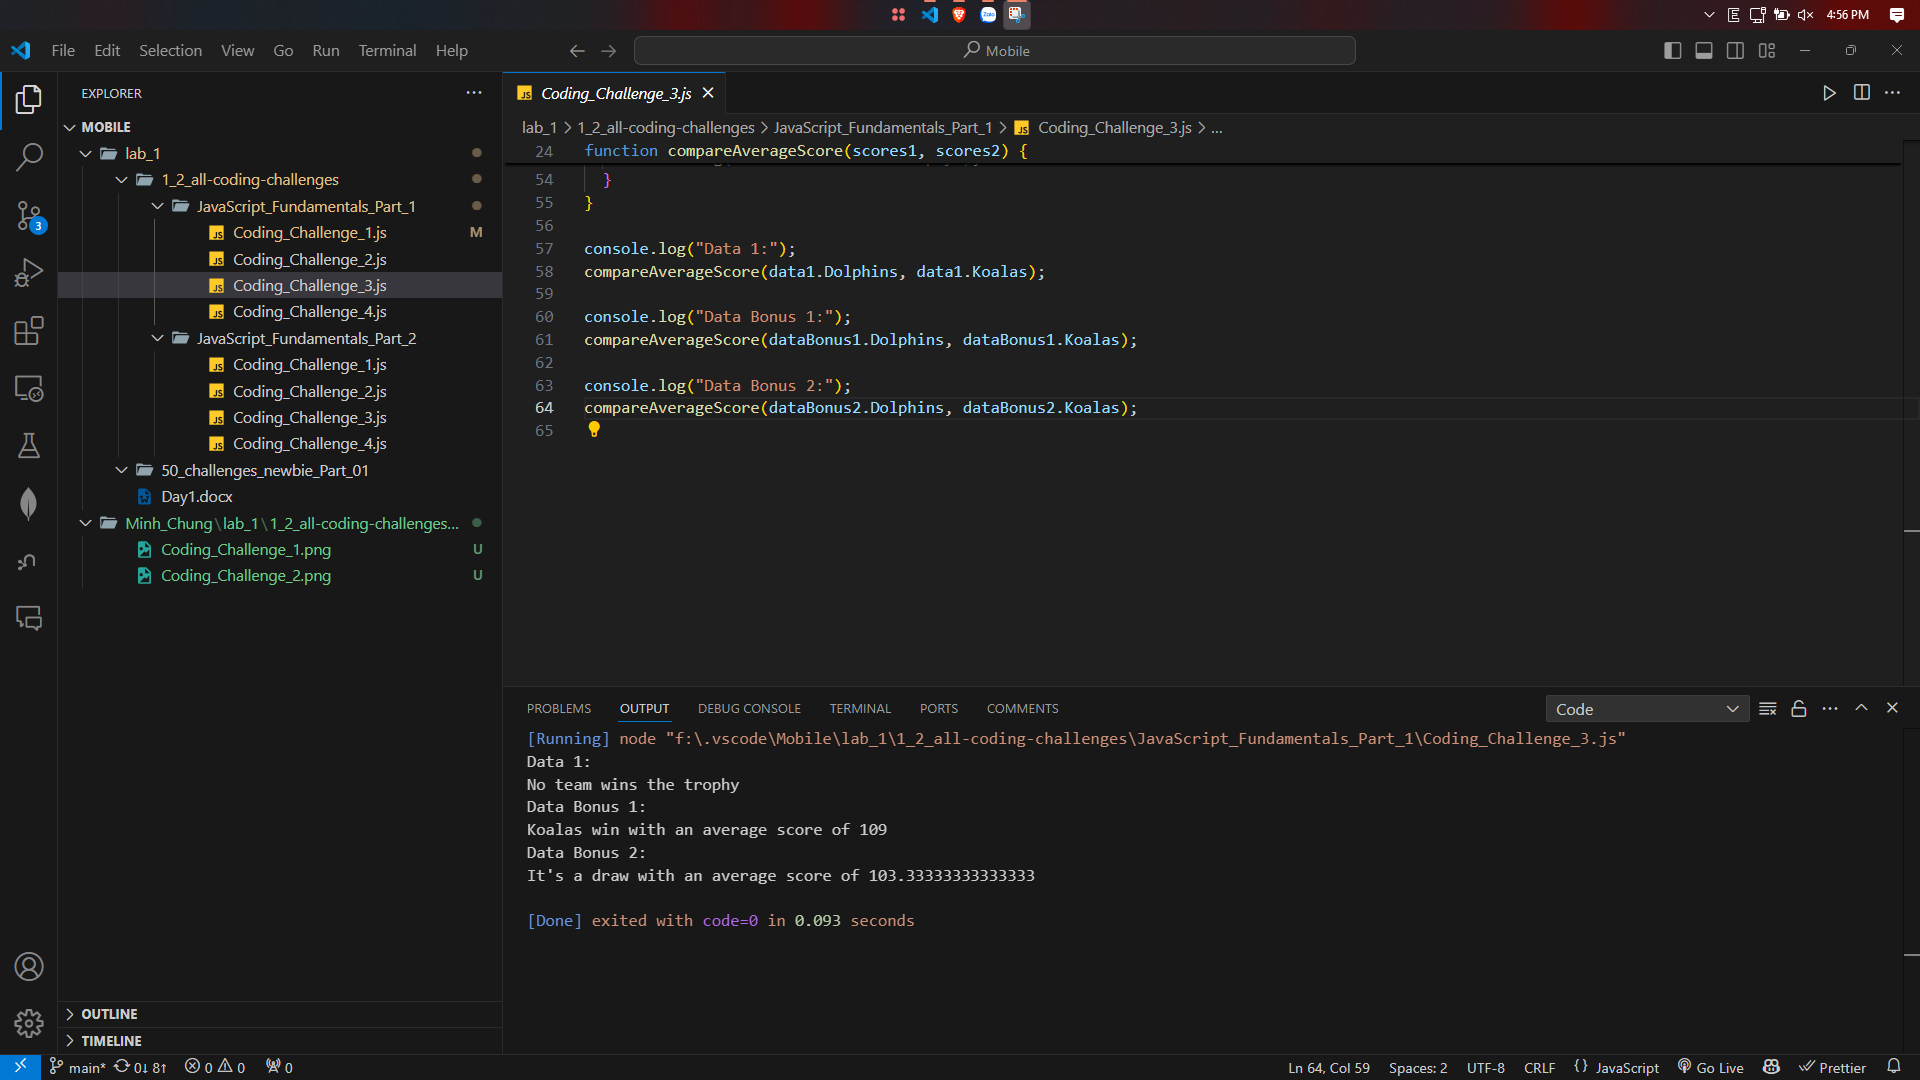 4:56 PM
File Edit Selection View Go Run Terminal Help
Mobile
EXPLORER
MOBILE
lab_1
1_2_all-coding-challenges
JavaScript_Fundamentals_Part_1
Coding_Challenge_1.js M
Coding_Challenge_2.js
Coding_Challenge_3.js
Coding_Challenge_4.js
JavaScript_Fundamentals_Part_2
Coding_Challenge_1.js
Coding_Challenge_2.js
Coding_Challenge_3.js
Coding_Challenge_4.js
50_challenges_newbie_Part_01
Day1.docx
Minh_Chung\lab_1\1_2_all-coding-challenges...
Coding_Challenge_1.png U
Coding_Challenge_2.png U
OUTLINE
TIMELINE
Coding_Challenge_3.js
lab_1 > 1_2_all-coding-challenges > JavaScript_Fundamentals_Part_1 > JS Coding_Challenge_3.js > ...
24 function compareAverageScore(scores1, scores2) {
54 }
55 }
56
57 console.log("Data 1:");
58 compareAverageScore(data1.Dolphins, data1.Koalas);
59
60 console.log("Data Bonus 1:");
61 compareAverageScore(dataBonus1.Dolphins, dataBonus1.Koalas);
62
63 console.log("Data Bonus 2:");
64 compareAverageScore(dataBonus2.Dolphins, dataBonus2.Koalas);
65
PROBLEMS OUTPUT DEBUG CONSOLE TERMINAL PORTS COMMENTS
Code
[Running] node "f:\.vscode\Mobile\lab_1\1_2_all-coding-challenges\JavaScript_Fundamentals_Part_1\Coding_Challenge_3.js"
Data 1:
No team wins the trophy
Data Bonus 1:
Koalas win with an average score of 109
Data Bonus 2:
It's a draw with an average score of 103.33333333333333
[Done] exited with code=0 in 0.093 seconds
3
main* 0↓ 8↑ 0 0 0
Ln 64, Col 59 Spaces: 2 UTF-8 CRLF {} JavaScript Go Live Prettier